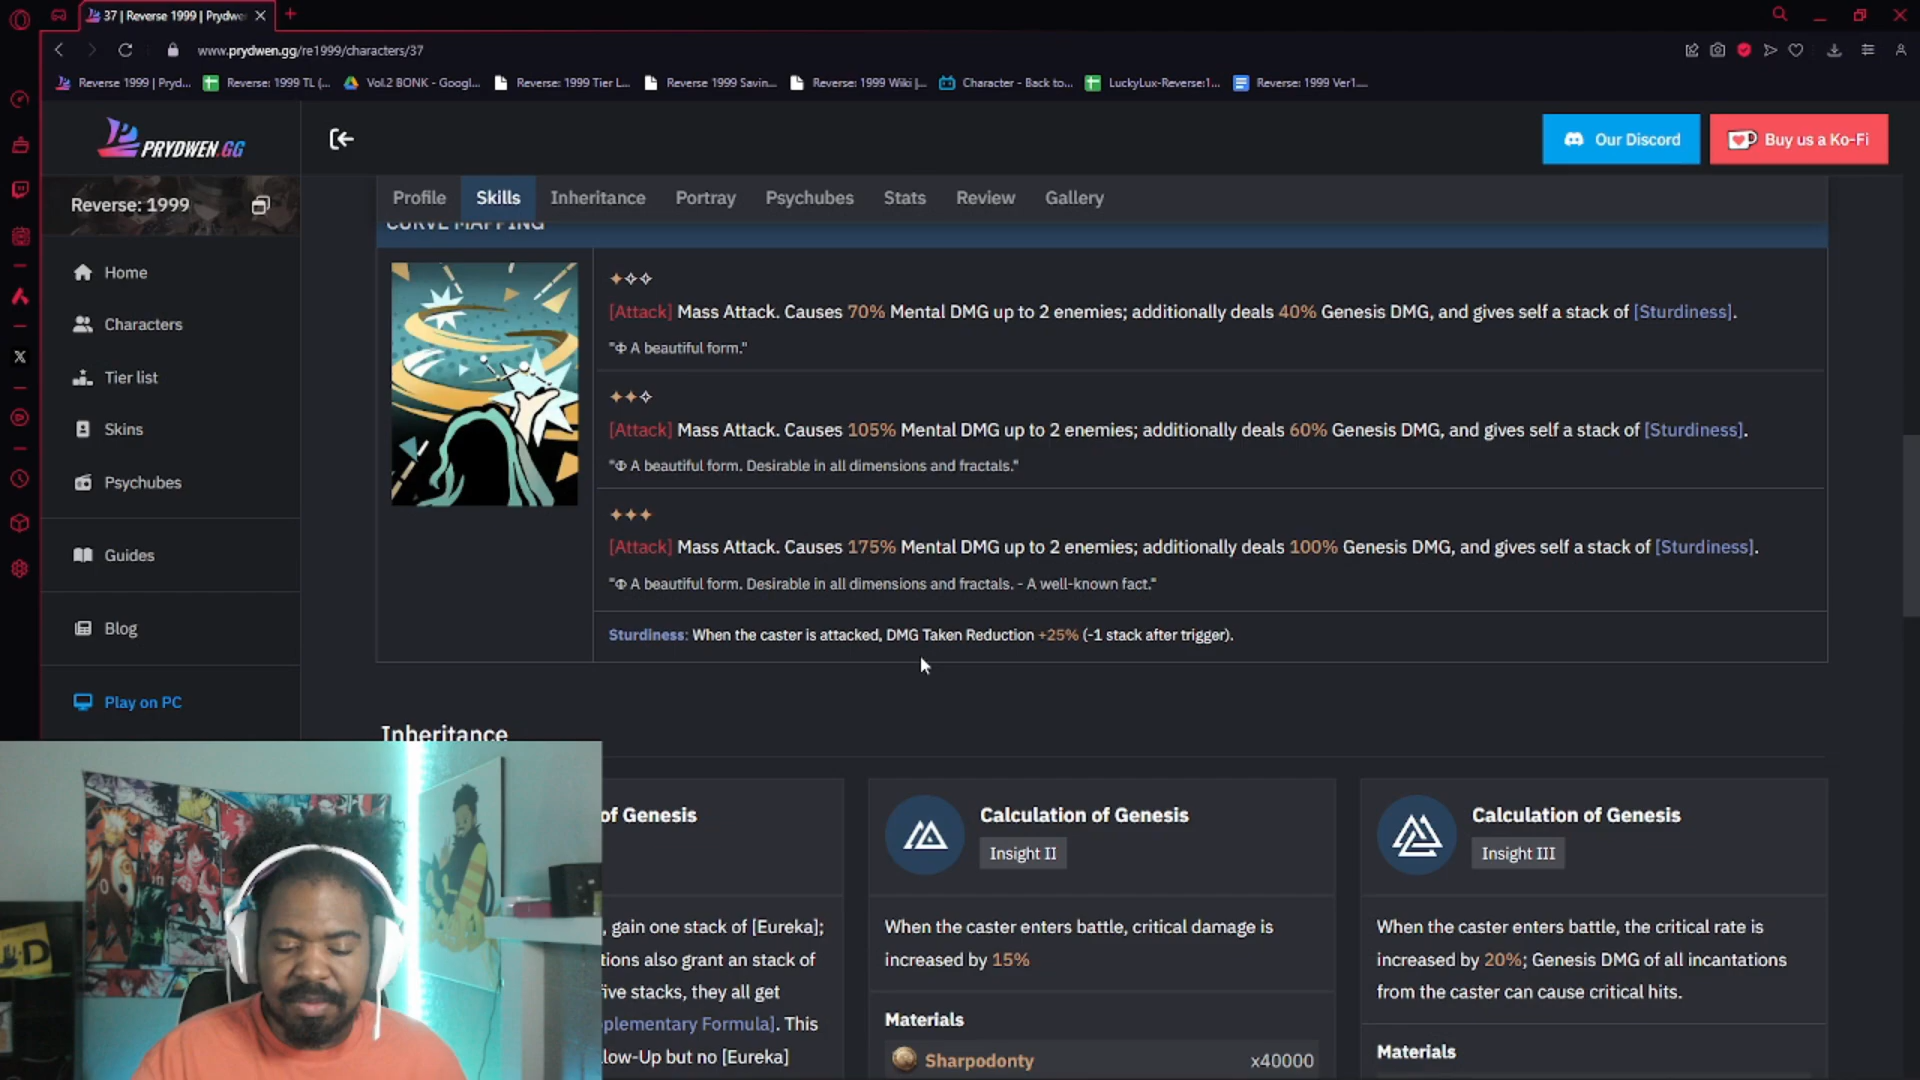 37 | Reverse 1999 | Prydwe
www.prydwen.gg/re1999/characters/37
Reverse 1999 | Pryd... Reverse: 1999 TL (... Vol.2 BONK - Googl... Reverse: 1999 Tier L... Reverse 1999 Savin... Reverse: 1999 Wiki |... Character - Back to... LuckyLux-Reverse:1... Reverse: 1999 Ver1....
PRYDWEN.GG
Our Discord
Buy us a Ko-Fi
Reverse: 1999
Home
Characters
Tier list
Skins
Psychubes
Guides
Blog
Play on PC
Profile Skills Inheritance Portray Psychubes Stats Review Gallery
CURVE MAPPING
[Attack] Mass Attack. Causes 70% Mental DMG up to 2 enemies; additionally deals 40% Genesis DMG, and gives self a stack of [Sturdiness].
"Φ A beautiful form."
[Attack] Mass Attack. Causes 105% Mental DMG up to 2 enemies; additionally deals 60% Genesis DMG, and gives self a stack of [Sturdiness].
"Φ A beautiful form. Desirable in all dimensions and fractals."
[Attack] Mass Attack. Causes 175% Mental DMG up to 2 enemies; additionally deals 100% Genesis DMG, and gives self a stack of [Sturdiness].
"Φ A beautiful form. Desirable in all dimensions and fractals. - A well-known fact."
Sturdiness: When the caster is attacked, DMG Taken Reduction +25% (-1 stack after trigger).
Inheritance
of Genesis
, gain one stack of [Eureka];
tions also grant an stack of
five stacks, they all get
plementary Formula]. This
low-Up but no [Eureka]
Calculation of Genesis
Insight II
When the caster enters battle, critical damage is
increased by 15%
Materials
Sharpodonty x40000
Calculation of Genesis
Insight III
When the caster enters battle, the critical rate is
increased by 20%; Genesis DMG of all incantations
from the caster can cause critical hits.
Materials